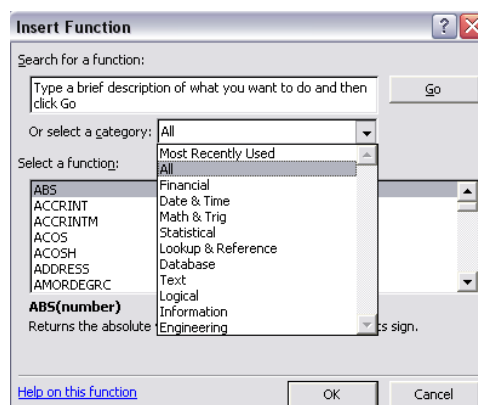 Insert Function
Search for a function:
Type a brief description of what you want to do and then
click Go
Go
Or select a category: All
Most Recently Used
All
Financial
Date & Time
Math & Trig
Statistical
Lookup & Reference
Database
Text
Logical
Information
Engineering
Select a function:
ABS
ACCRINT
ACCRINTM
ACOS
ACOSH
ADDRESS
AMORDEGRC
ABS(number)
Returns the absolute sign.
Help on this function
OK
Cancel